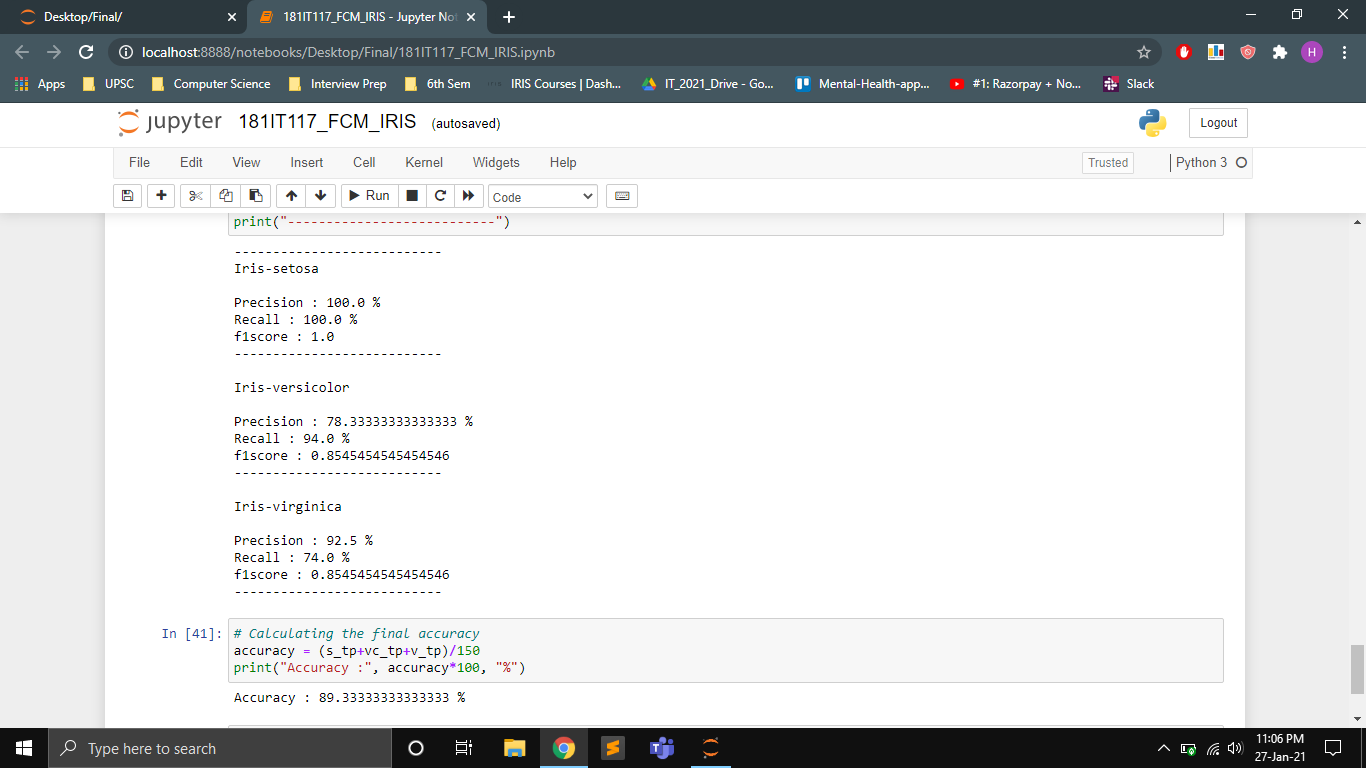 Desktop/Final/
181IT117_FCM_IRIS - Jupyter Not
localhost:8888/notebooks/Desktop/Final/181IT117_FCM_IRIS.ipynb
H
Apps UPSC Computer Science Interview Prep 6th Sem IRIS Courses | Dash... IT_2021_Drive - Go... Mental-Health-app... #1: Razorpay + No... Slack
jupyter 181IT117_FCM_IRIS (autosaved) Logout
File Edit View Insert Cell Kernel Widgets Help Trusted Python 3
Run Code
print("---------------------------")
---------------------------
Iris-setosa
Precision : 100.0 %
Recall : 100.0 %
f1score : 1.0
---------------------------
Iris-versicolor
Precision : 78.33333333333333 %
Recall : 94.0 %
f1score : 0.8545454545454546
---------------------------
Iris-virginica
Precision : 92.5 %
Recall : 74.0 %
f1score : 0.8545454545454546
---------------------------
In [41]: # Calculating the final accuracy
accuracy = (s_tp+vc_tp+v_tp)/150
print("Accuracy :", accuracy*100, "%")
Accuracy : 89.33333333333333 %
Type here to search
11:06 PM
27-Jan-21